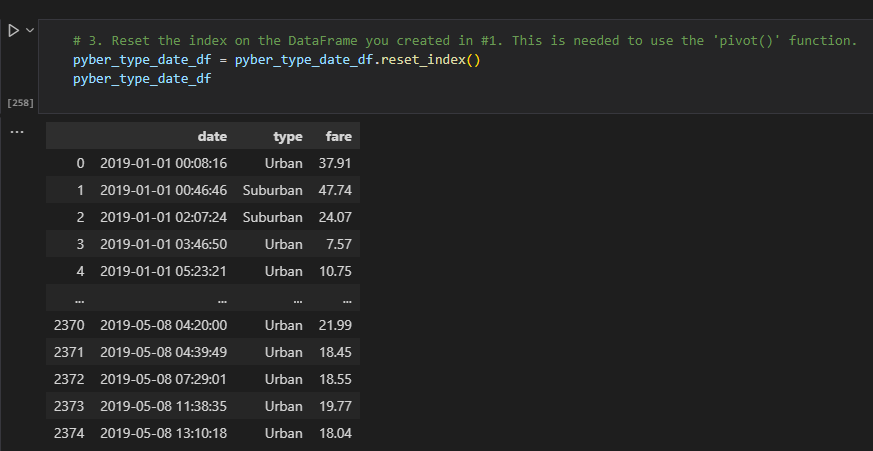 # 3. Reset the index on the DataFrame you created in #1. This is needed to use the 'pivot()' function.
pyber_type_date_df = pyber_type_date_df.reset_index()
pyber_type_date_df
[258]
...
date type fare
0 2019-01-01 00:08:16 Urban 37.91
1 2019-01-01 00:46:46 Suburban 47.74
2 2019-01-01 02:07:24 Suburban 24.07
3 2019-01-01 03:46:50 Urban 7.57
4 2019-01-01 05:23:21 Urban 10.75
... ... ... ...
2370 2019-05-08 04:20:00 Urban 21.99
2371 2019-05-08 04:39:49 Urban 18.45
2372 2019-05-08 07:29:01 Urban 18.55
2373 2019-05-08 11:38:35 Urban 19.77
2374 2019-05-08 13:10:18 Urban 18.04